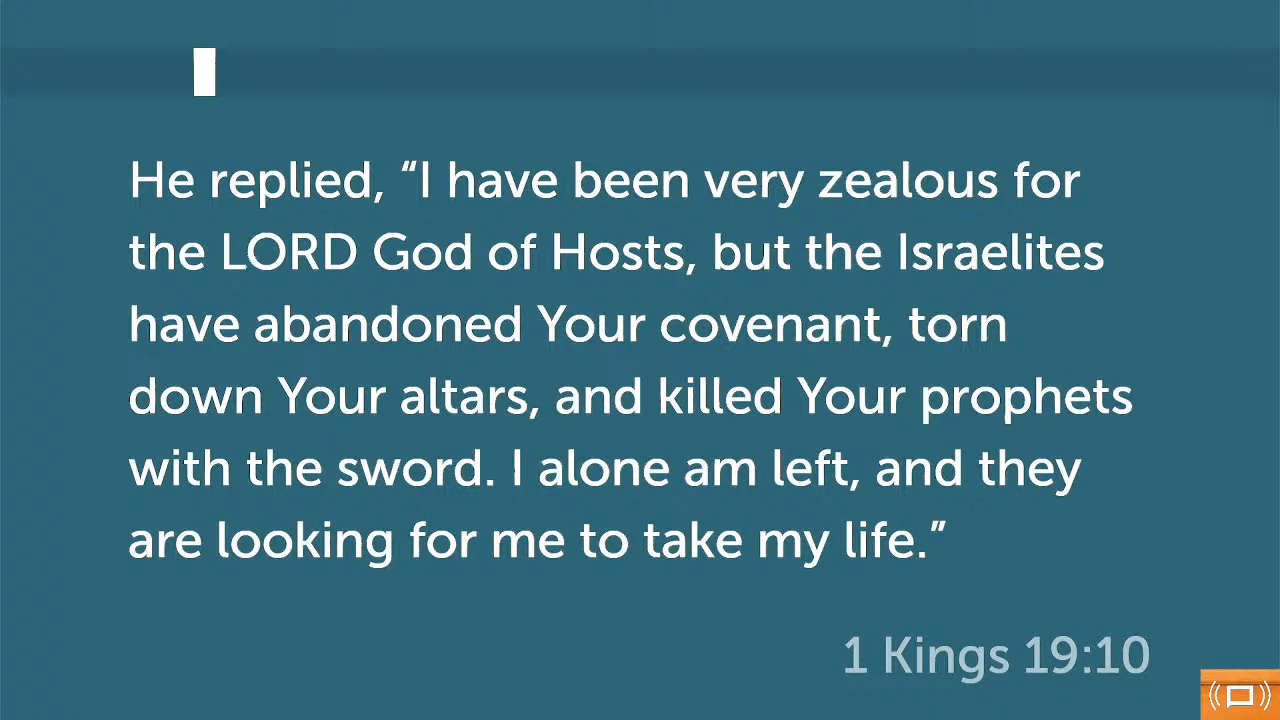 He replied, “I have been very zealous for
the LORD God of Hosts, but the Israelites
have abandoned Your covenant, torn
down Your altars, and killed Your prophets
with the sword. I alone am left, and they
are looking for me to take my life.”
1 Kings 19:10